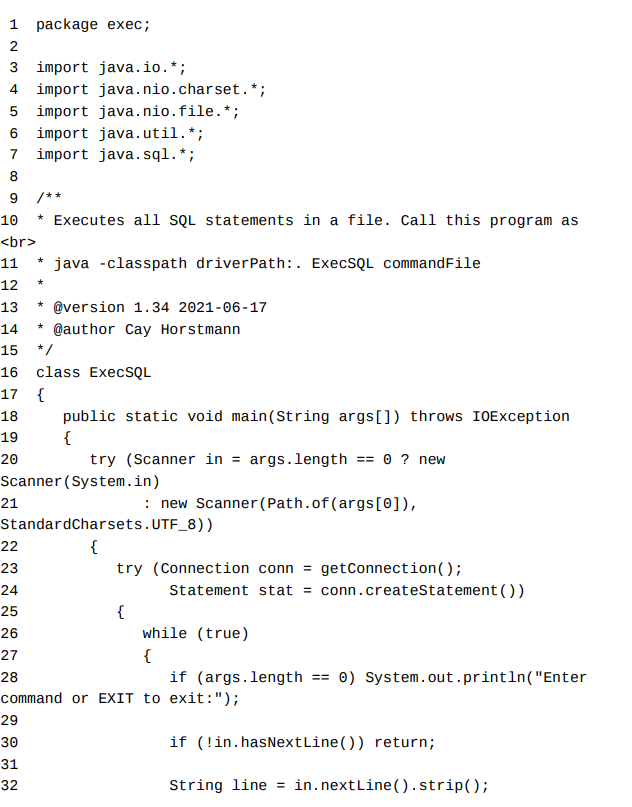 1  package exec;
2
3  import java.io.*;
4  import java.nio.charset.*;
5  import java.nio.file.*;
6  import java.util.*;
7  import java.sql.*;
8
9  /**
10  * Executes all SQL statements in a file. Call this program as
<br>
11  * java -classpath driverPath:. ExecSQL commandFile
12  *
13  * @version 1.34 2021-06-17
14  * @author Cay Horstmann
15  */
16  class ExecSQL
17  {
18     public static void main(String args[]) throws IOException
19     {
20        try (Scanner in = args.length == 0 ? new
Scanner(System.in)
21              : new Scanner(Path.of(args[0]),
StandardCharsets.UTF_8))
22        {
23           try (Connection conn = getConnection();
24                 Statement stat = conn.createStatement())
25           {
26              while (true)
27              {
28                 if (args.length == 0) System.out.println("Enter
command or EXIT to exit:");
29
30                 if (!in.hasNextLine()) return;
31
32                 String line = in.nextLine().strip();